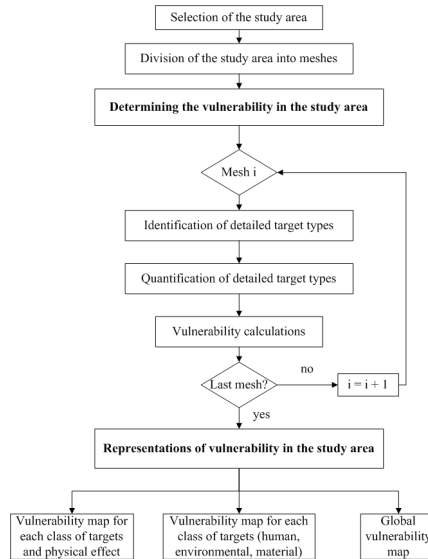 Selection of the study area
Division of the study area into meshes
Determining the vulnerability in the study area
Mesh i
Identification of detailed target types
Quantification of detailed target types
Vulnerability calculations
Last mesh?
no
i = i + 1
yes
Representations of vulnerability in the study area
Vulnerability map for
each class of targets
and physical effect
Vulnerability map for each
class of targets (human,
environmental, material)
Global
vulnerability
map